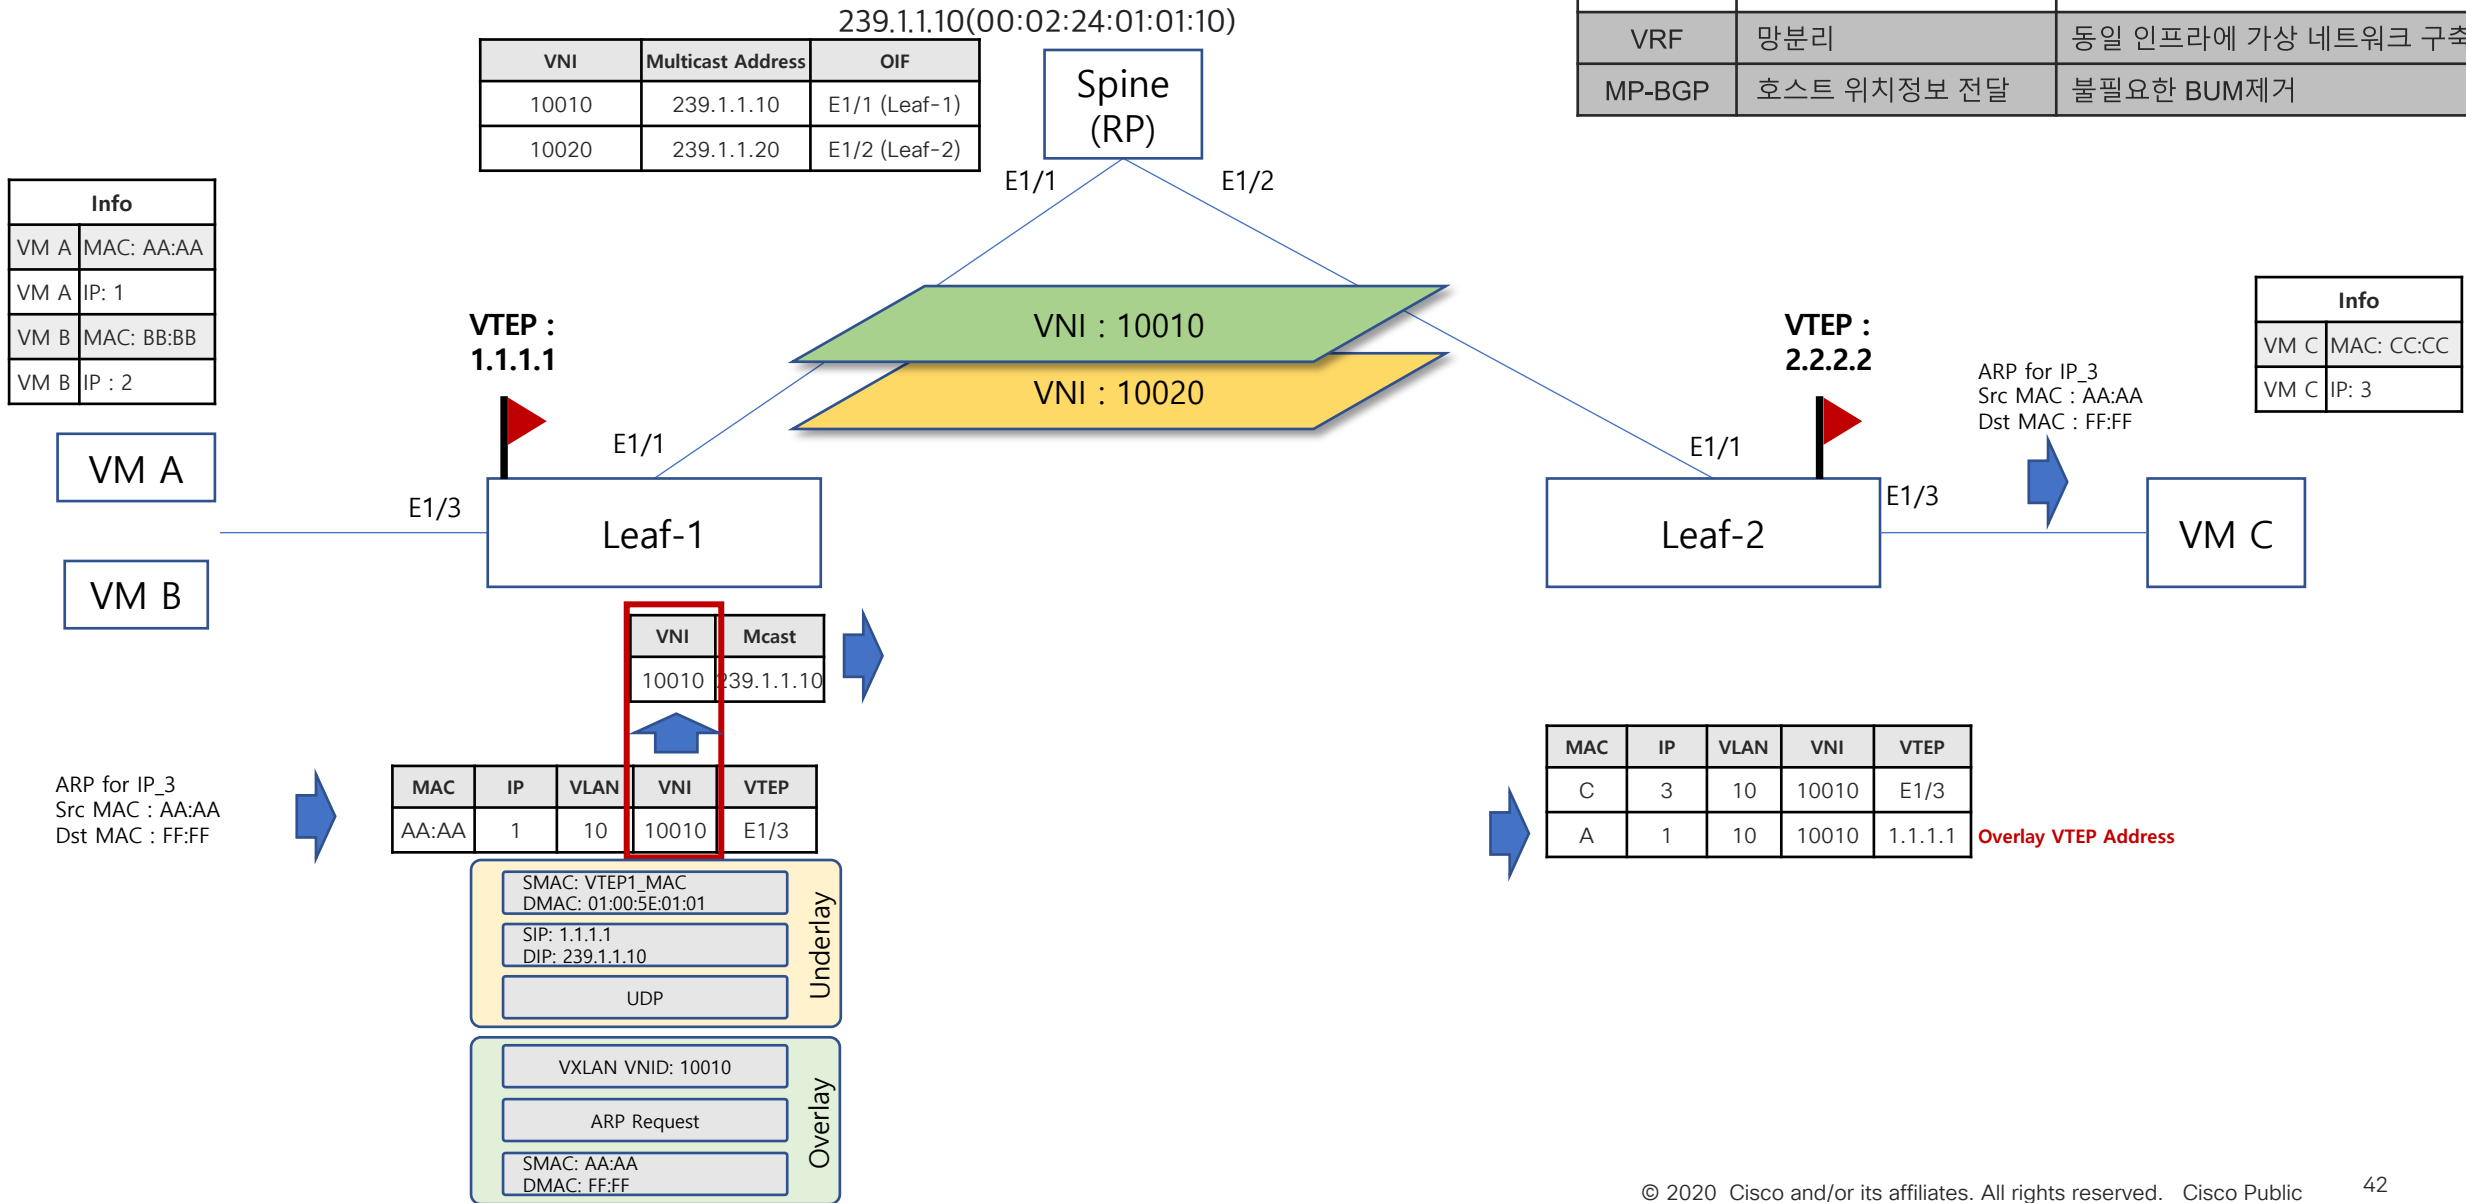 239.1.1.10(00:02:24:01:01:10)
VNI Multicast Address OIF
10010 239.1.1.10 E1/1 (Leaf-1)
10020 239.1.1.20 E1/2 (Leaf-2)
Spine
(RP)
VRF 망분리 동일 인프라에 가상 네트워크 구축
MP-BGP 호스트 위치정보 전달 불필요한 BUM제거
E1/1
E1/2
Info
VM A MAC: AA:AA
VM A IP: 1
VM B MAC: BB:BB
VM B IP : 2
VTEP :
1.1.1.1
VNI : 10010
VNI : 10020
VTEP :
2.2.2.2
ARP for IP_3
Src MAC : AA:AA
Dst MAC : FF:FF
Info
VM C MAC: CC:CC
VM C IP: 3
VM A
VM B
E1/3
E1/1
Leaf-1
E1/1
E1/3
Leaf-2
VM C
VNI Mcast
10010 239.1.1.10
ARP for IP_3
Src MAC : AA:AA
Dst MAC : FF:FF
MAC IP VLAN VNI VTEP
AA:AA 1 10 10010 E1/3
MAC IP VLAN VNI VTEP
C 3 10 10010 E1/3
A 1 10 10010 1.1.1.1 Overlay VTEP Address
SMAC: VTEP1_MAC
DMAC: 01:00:5E:01:01
SIP: 1.1.1.1
DIP: 239.1.1.10
UDP
Underlay
VXLAN VNID: 10010
ARP Request
SMAC: AA:AA
DMAC: FF:FF
Overlay
© 2020 Cisco and/or its affiliates. All rights reserved. Cisco Public 42